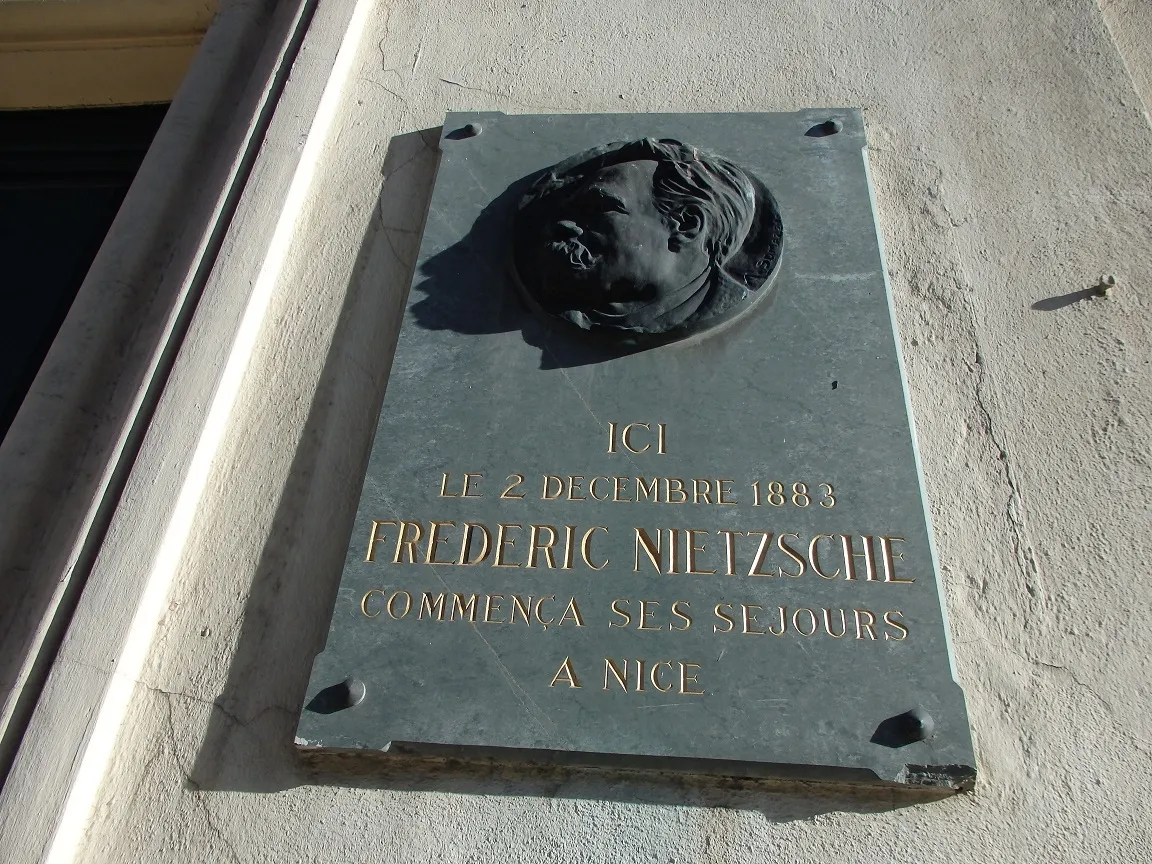 ICI
LE 2 DECEMBRE 1883
FREDERIC NIETZSCHE
COMMENÇA SES SEJOURS
A NICE